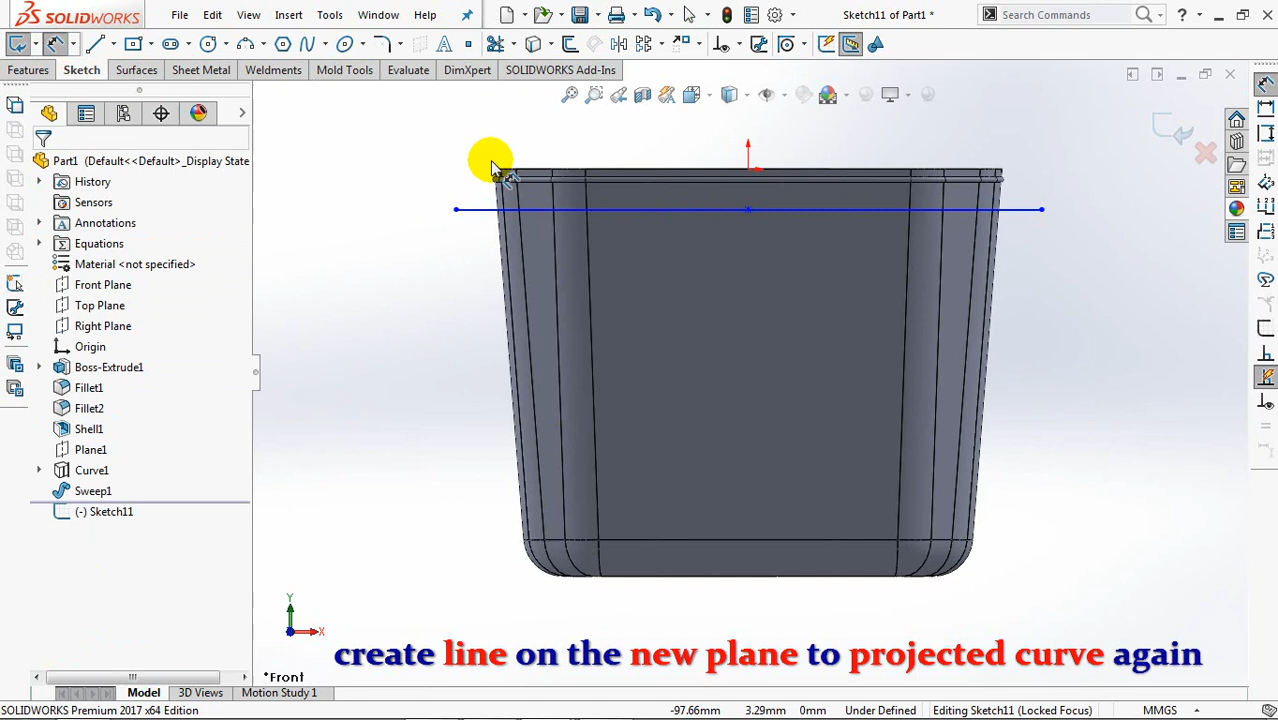 SOLIDWORKS
File
Edit
View
Insert
Tools
Window
Help
Sketch11 of Part1 *
Search Commands
?
Features
Sketch
Surfaces
Sheet Metal
Weldments
Mold Tools
Evaluate
DimXpert
SOLIDWORKS Add-Ins
Part1 (Default<<Default>_Display State
History
Sensors
Annotations
Equations
Material <not specified>
Front Plane
Top Plane
Right Plane
Origin
Boss-Extrude1
Fillet1
Fillet2
Shell1
Plane1
Curve1
Sweep1
(-) Sketch11
Y
X
*Front
create line on the new plane to projected curve again
Model
3D Views
Motion Study 1
SOLIDWORKS Premium 2017 x64 Edition
-97.66mm
3.29mm
0mm
Under Defined
Editing Sketch11 (Locked Focus)
MMGS